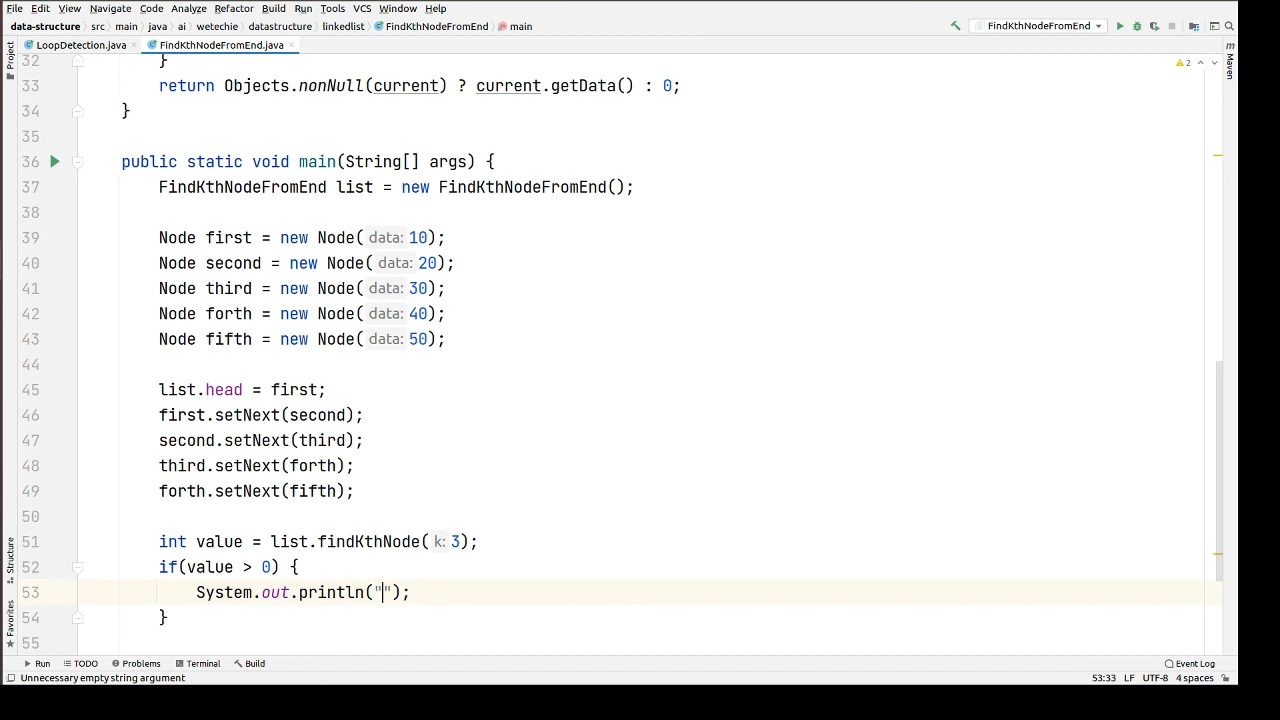 File Edit View Navigate Code Analyze Refactor Build Run Tools VCS Window Help
data-structure src main java ai wetechie datastructure linkedlist FindKthNodeFromEnd main FindKthNodeFromEnd
LoopDetection.java FindKthNodeFromEnd.java
Project
Maven
2
32 }
33 return Objects.nonNull(current) ? current.getData() : 0;
34 }
35
36 public static void main(String[] args) {
37 FindKthNodeFromEnd list = new FindKthNodeFromEnd();
38
39 Node first = new Node( data: 10);
40 Node second = new Node( data: 20);
41 Node third = new Node( data: 30);
42 Node forth = new Node( data: 40);
43 Node fifth = new Node( data: 50);
44
45 list.head = first;
46 first.setNext(second);
47 second.setNext(third);
48 third.setNext(forth);
49 forth.setNext(fifth);
50
51 int value = list.findKthNode( k: 3);
52 if(value > 0) {
53 System.out.println("");
54 }
55
Structure
Favorites
Run TODO Problems Terminal Build Event Log
Unnecessary empty string argument 53:33 LF UTF-8 4 spaces